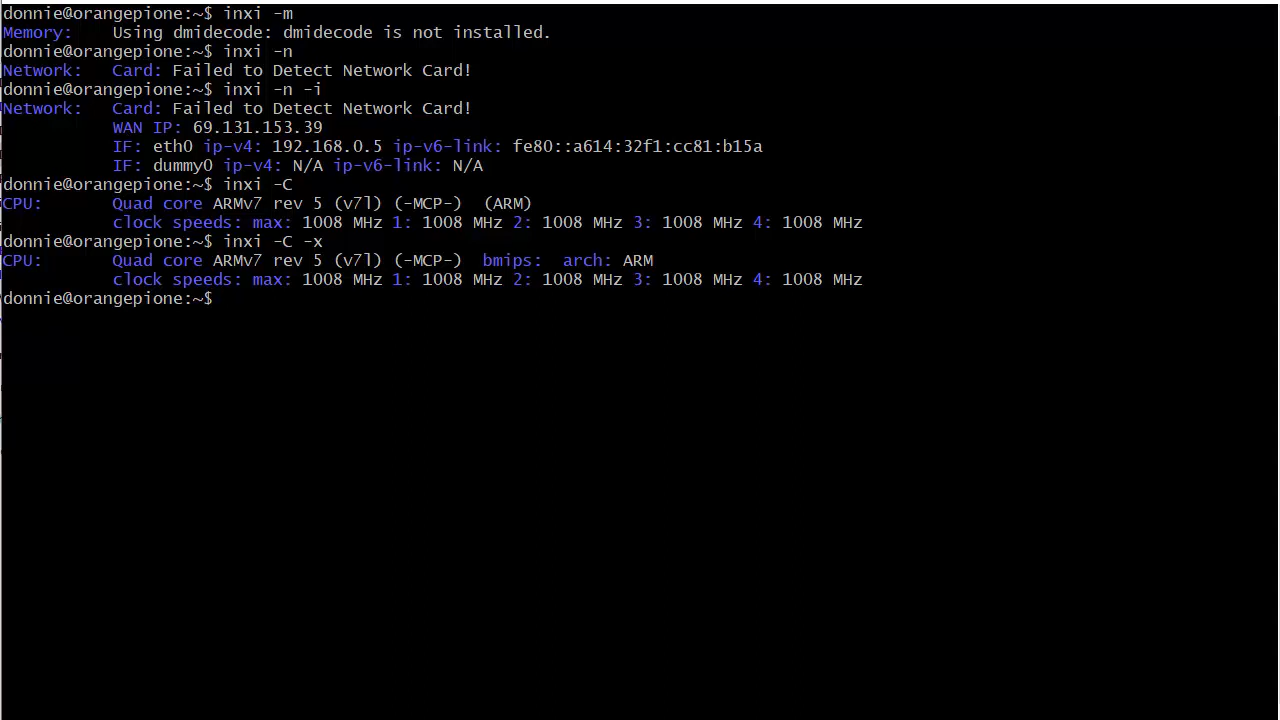 donnie@orangepione:~$ inxi -m
Memory: Using dmidecode: dmidecode is not installed.
donnie@orangepione:~$ inxi -n
Network: Card: Failed to Detect Network Card!
donnie@orangepione:~$ inxi -n -i
Network: Card: Failed to Detect Network Card!
WAN IP: 69.131.153.39
IF: eth0 ip-v4: 192.168.0.5 ip-v6-link: fe80::a614:32f1:cc81:b15a
IF: dummy0 ip-v4: N/A ip-v6-link: N/A
donnie@orangepione:~$ inxi -C
CPU: Quad core ARMv7 rev 5 (v7l) (-MCP-) (ARM)
clock speeds: max: 1008 MHz 1: 1008 MHz 2: 1008 MHz 3: 1008 MHz 4: 1008 MHz
donnie@orangepione:~$ inxi -C -x
CPU: Quad core ARMv7 rev 5 (v7l) (-MCP-) bmips: arch: ARM
clock speeds: max: 1008 MHz 1: 1008 MHz 2: 1008 MHz 3: 1008 MHz 4: 1008 MHz
donnie@orangepione:~$